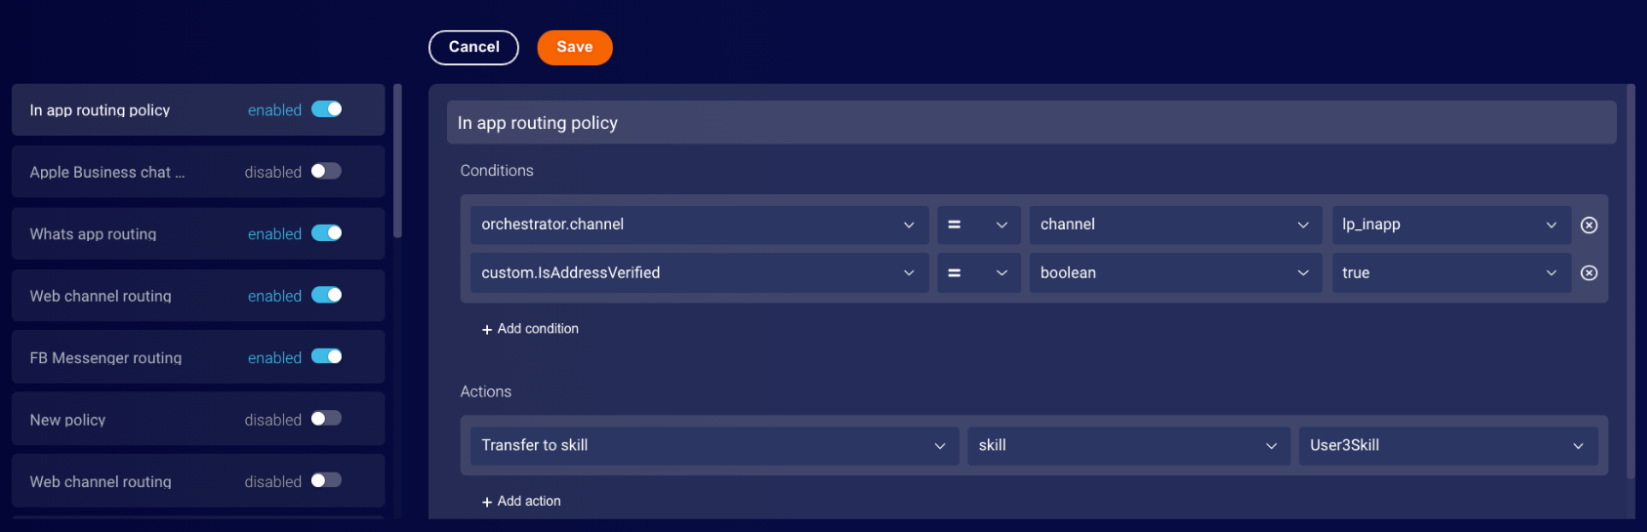 Cancel Save
In app routing policy enabled
Apple Business chat ... disabled
Whats app routing enabled
Web channel routing enabled
FB Messenger routing enabled
New policy disabled
Web channel routing disabled
In app routing policy
Conditions
orchestrator.channel = channel lp_inapp
custom.IsAddressVerified = boolean true
+ Add condition
Actions
Transfer to skill skill User3Skill
+ Add action